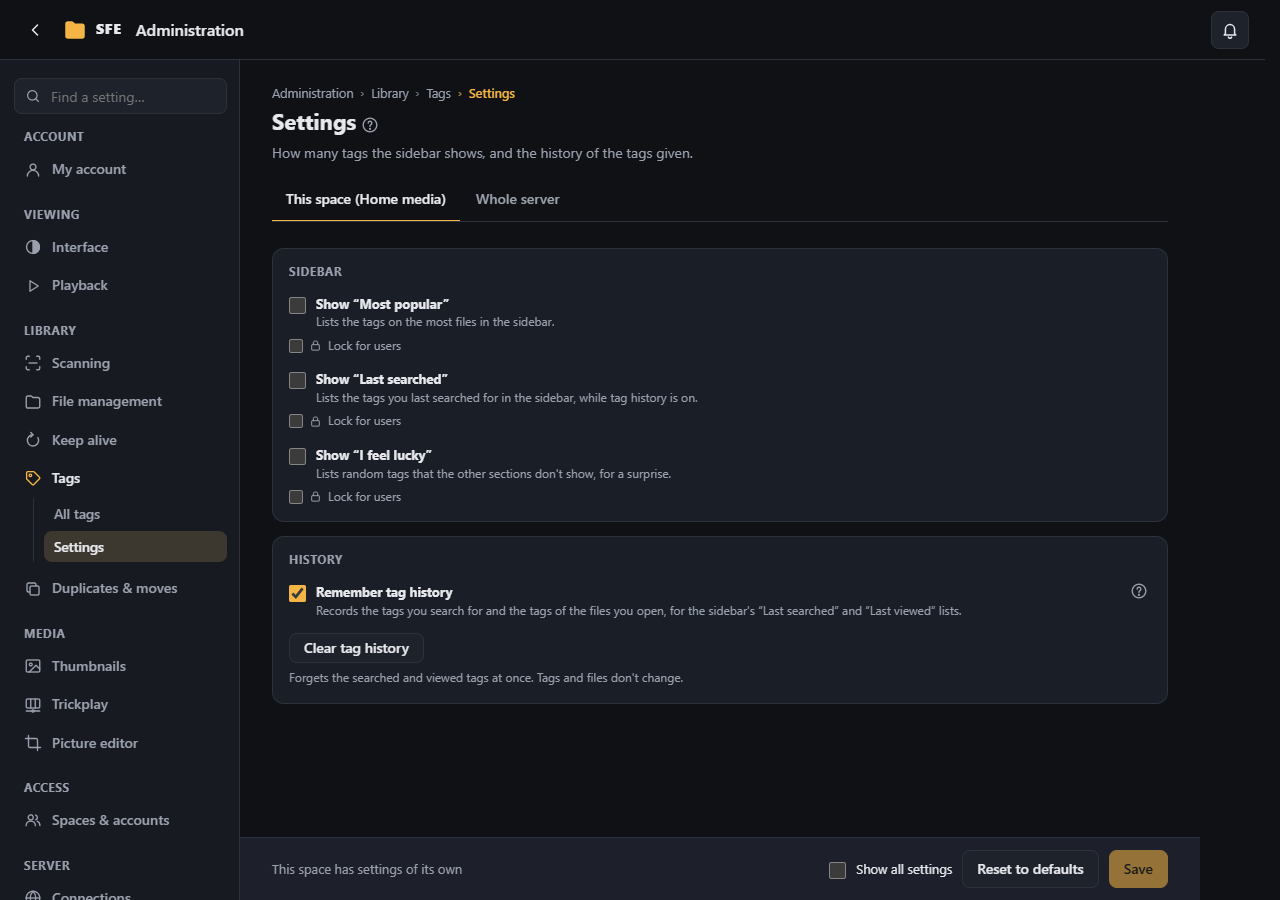 SFE Administration
Find a setting...
ACCOUNT
My account
VIEWING
Interface
Playback
LIBRARY
Scanning
File management
Keep alive
Tags
All tags
Settings
Duplicates & moves
MEDIA
Thumbnails
Trickplay
Picture editor
ACCESS
Spaces & accounts
SERVER
Connections
Administration › Library › Tags › Settings
Settings
How many tags the sidebar shows, and the history of the tags given.
This space (Home media) Whole server
SIDEBAR
Show “Most popular”
Lists the tags on the most files in the sidebar.
Lock for users
Show “Last searched”
Lists the tags you last searched for in the sidebar, while tag history is on.
Lock for users
Show “I feel lucky”
Lists random tags that the other sections don't show, for a surprise.
Lock for users
HISTORY
Remember tag history
Records the tags you search for and the tags of the files you open, for the sidebar's “Last searched” and “Last viewed” lists.
Clear tag history
Forgets the searched and viewed tags at once. Tags and files don't change.
This space has settings of its own
Show all settings
Reset to defaults
Save